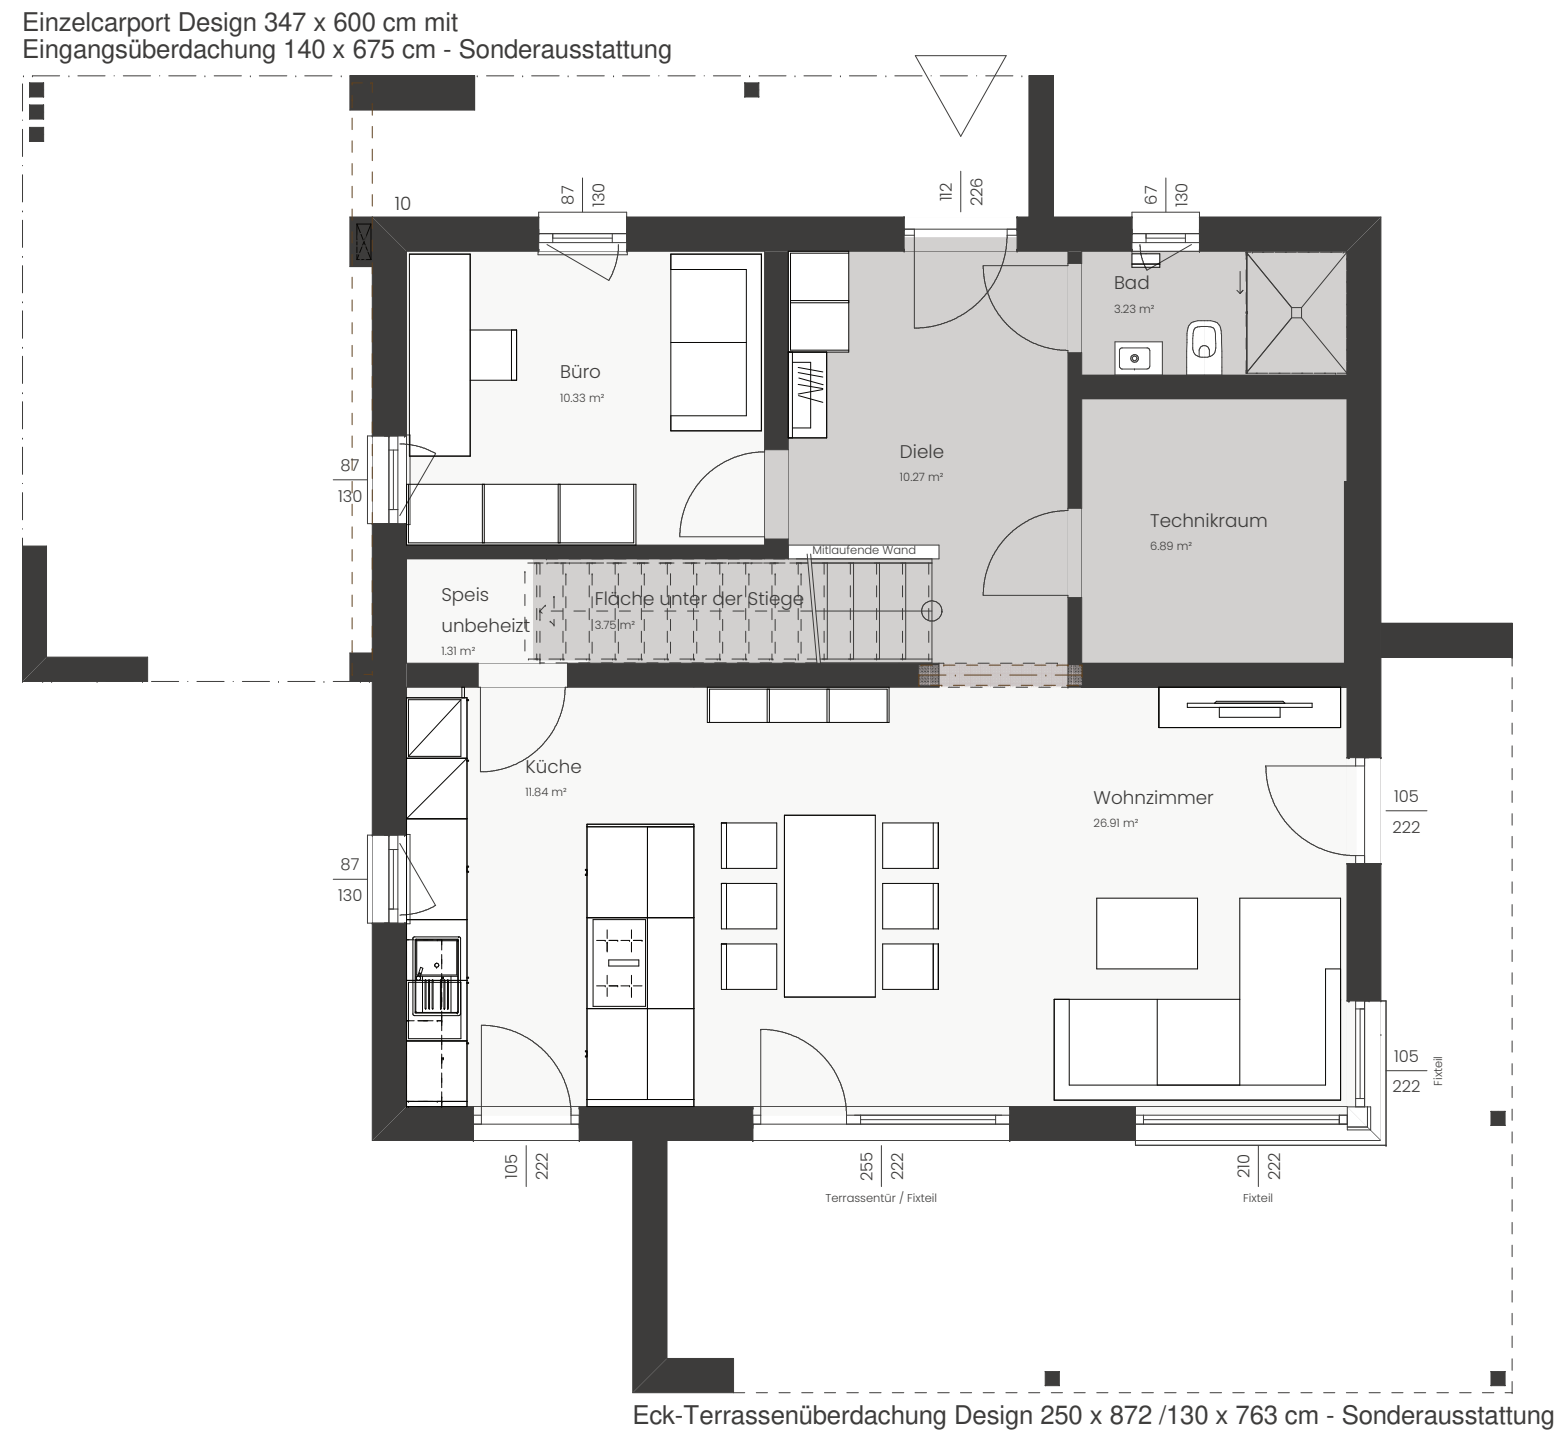 Einzelcarport Design 347 x 600 cm mit
Eingangsüberdachung 140 x 675 cm - Sonderausstattung
10
87
130
112
226
67
130
Bad
3.23 m²
Büro
10.33 m²
Diele
10.27 m²
87
130
Technikraum
6.89 m²
Mitlaufende Wand
Speis
unbeheizt
1.31 m²
Fläche unter der Stiege
3.75 m²
Küche
11.84 m²
Wohnzimmer
26.91 m²
105
222
87
130
105
222
Fixteil
105
222
255
222
Terrassentür / Fixteil
210
222
Fixteil
Eck-Terrassenüberdachung Design 250 x 872 /130 x 763 cm - Sonderausstattung